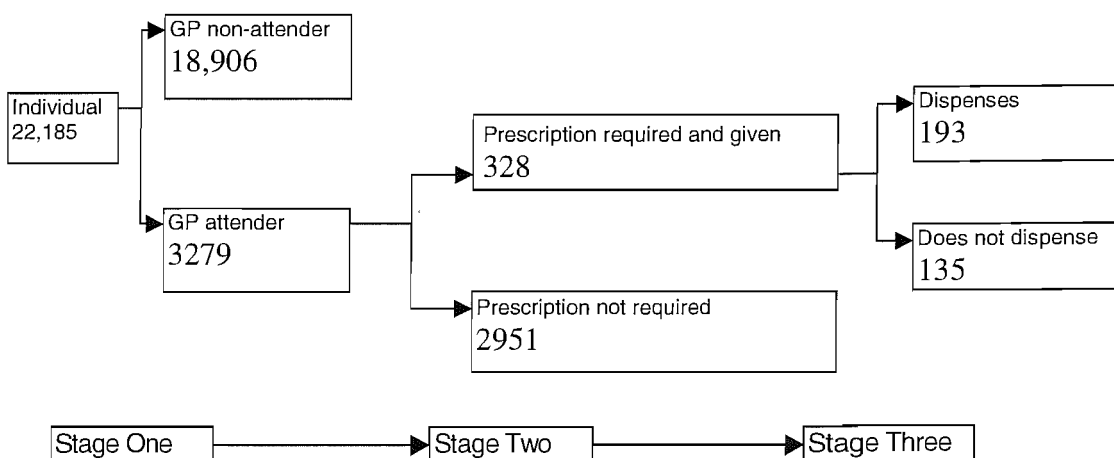 GP non-attender
18,906
Individual
22,185
GP attender
3279
Prescription required and given
328
Prescription not required
2951
Dispenses
193
Does not dispense
135
Stage One
Stage Two
Stage Three